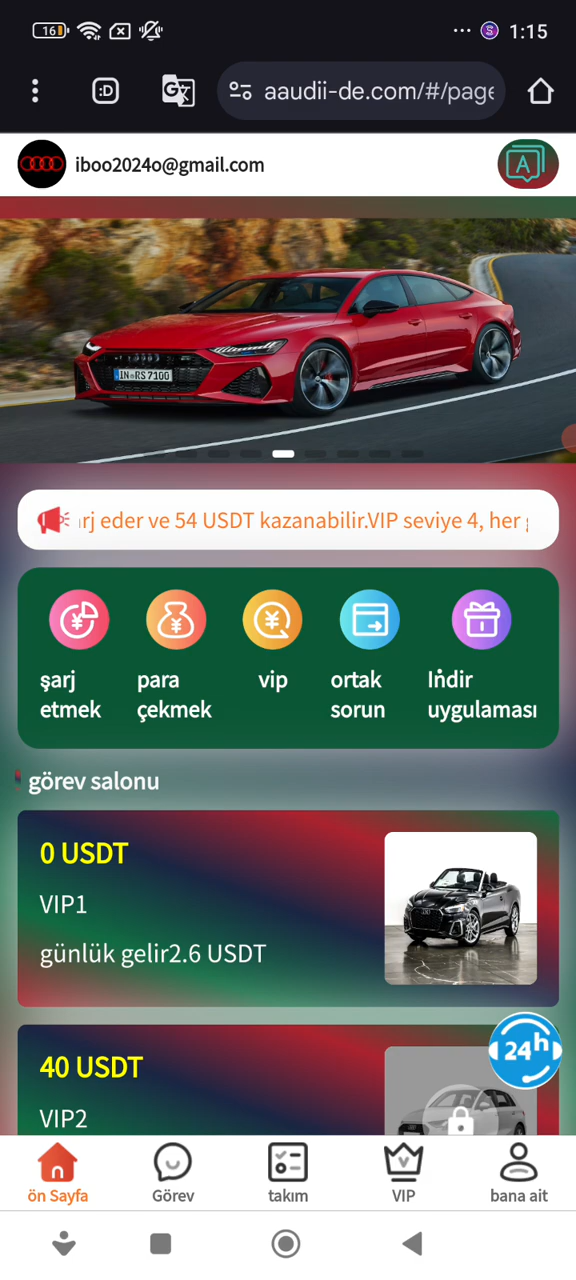 16
1:15
aaudii-de.com/#/page
iboo2024o@gmail.com
A
IN·RS 7100
eder ve 54 USDT kazanabilir.VIP seviye 4, her
şarj etmek
para çekmek
vip
ortak sorun
İndir uygulaması
görev salonu
0 USDT
VIP1
günlük gelir2.6 USDT
40 USDT
VIP2
24h
ön Sayfa
Görev
takım
VIP
bana ait